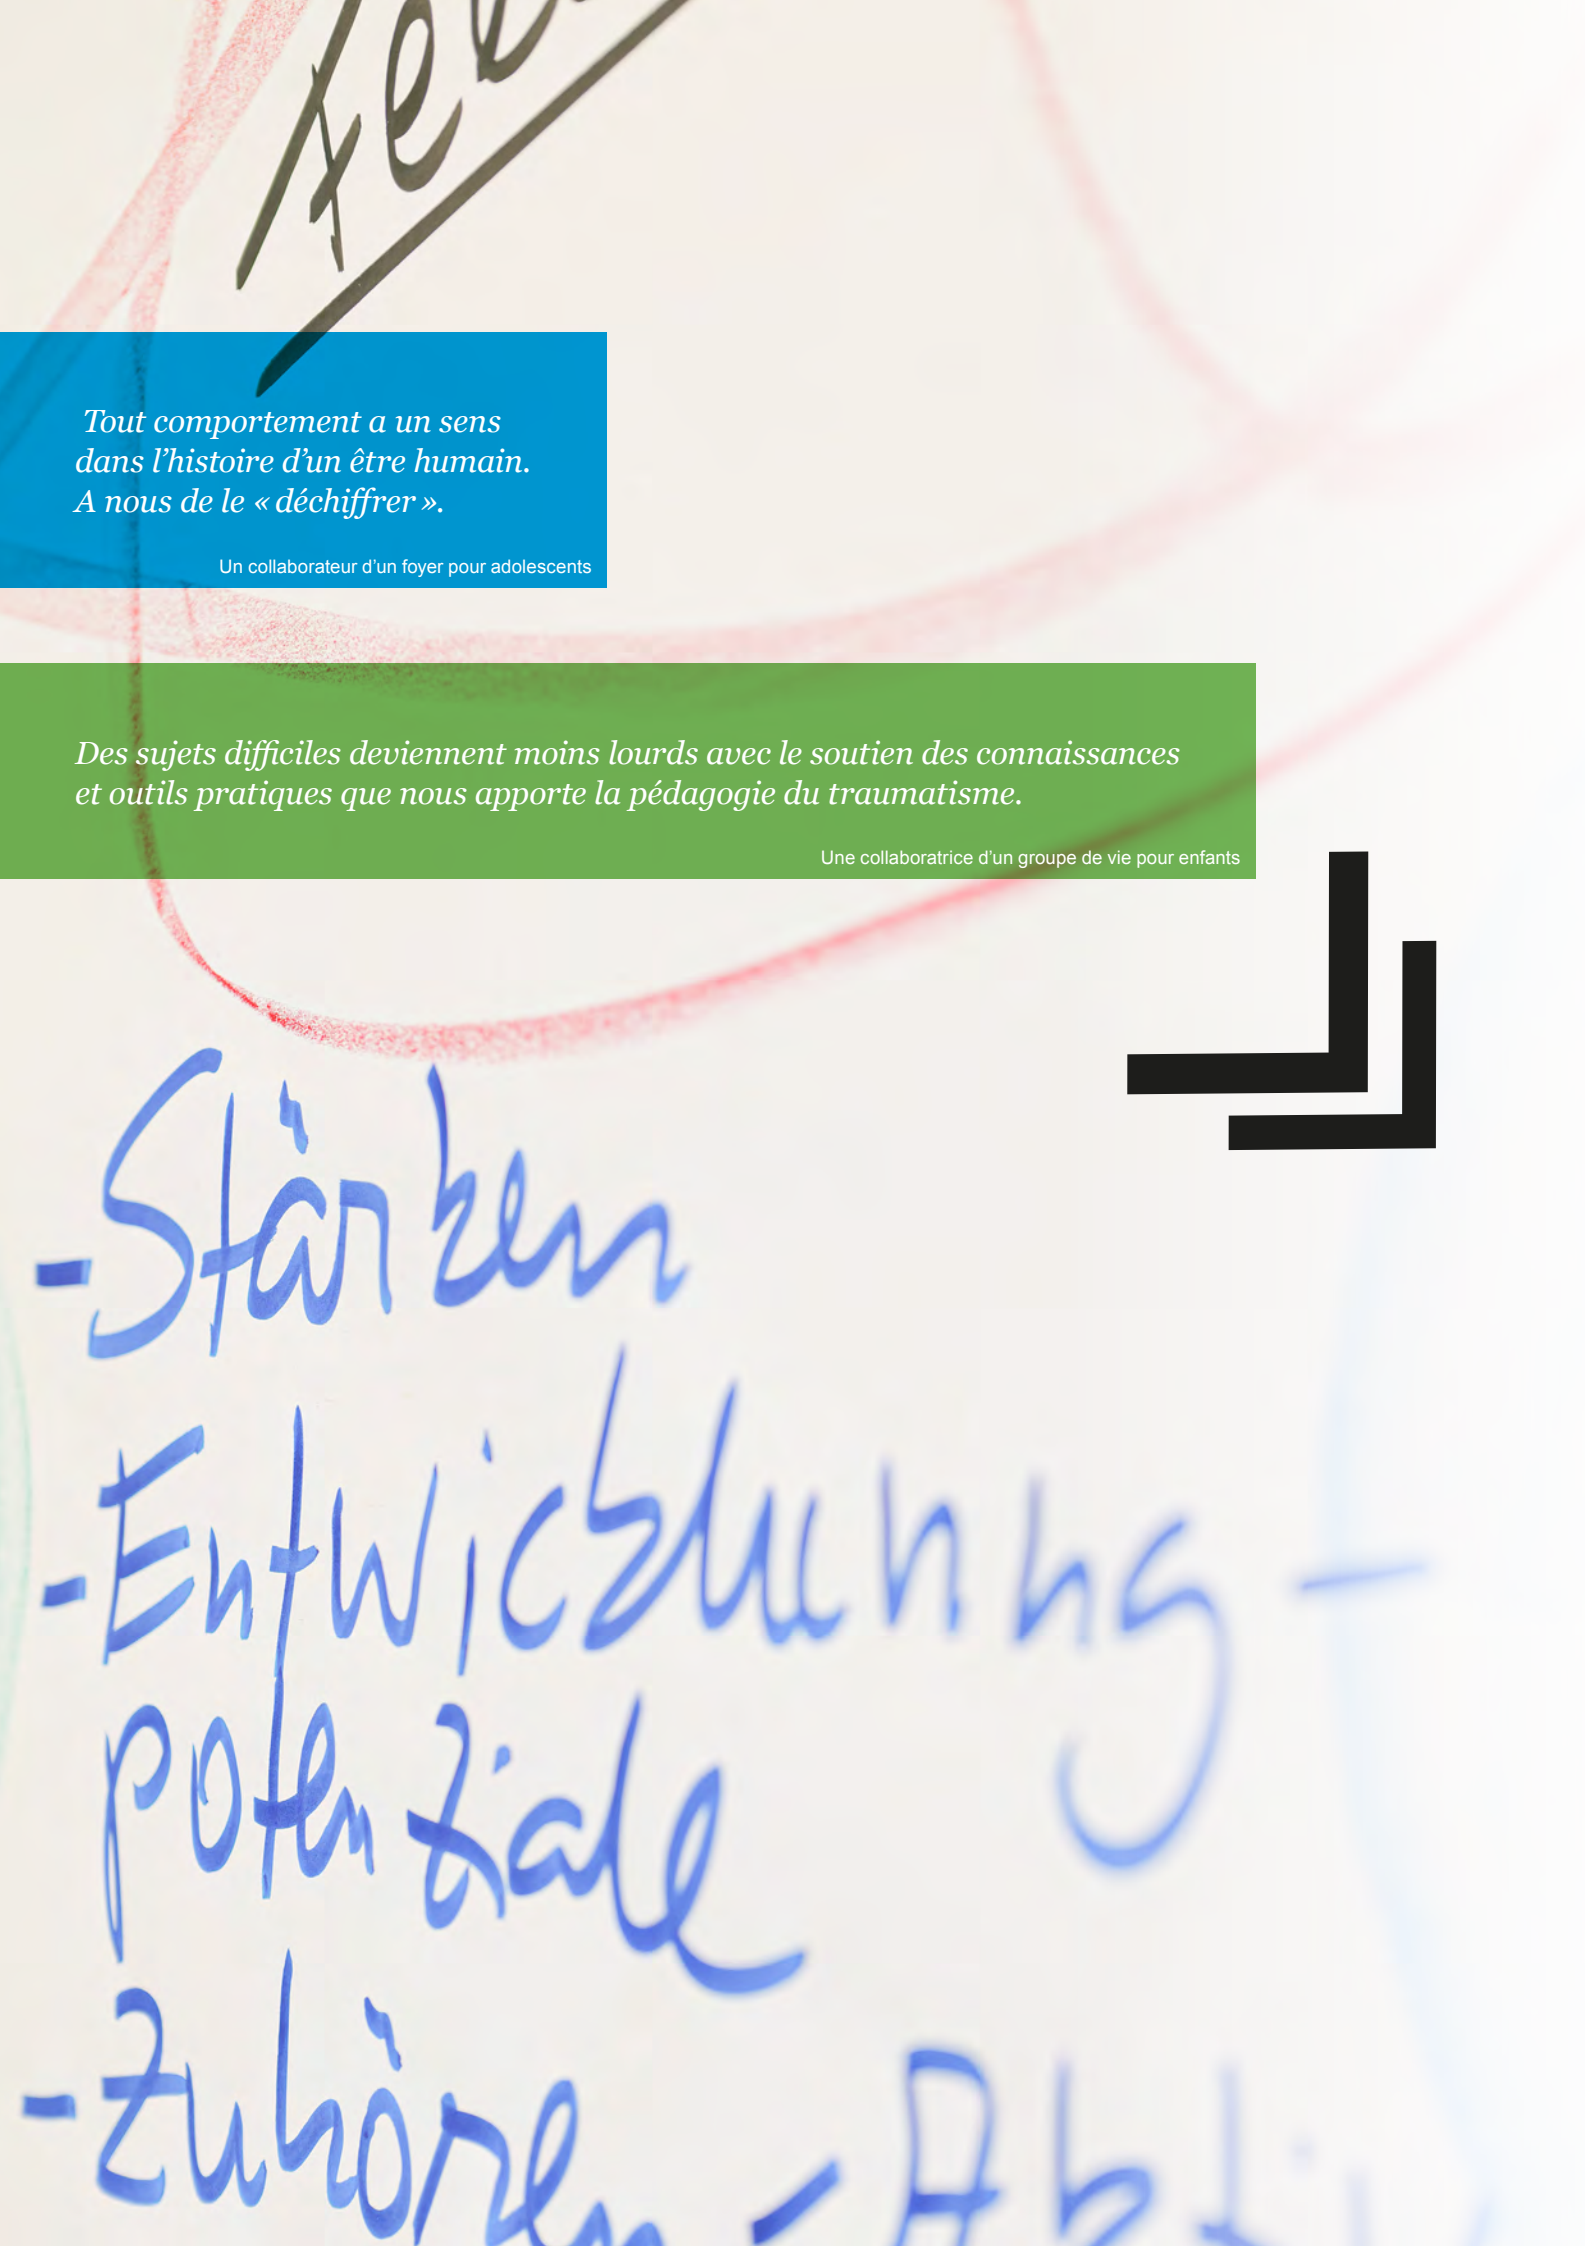 Tout comportement a un sens
dans l’histoire d’un être humain.
A nous de le « déchiffrer ».
Un collaborateur d’un foyer pour adolescents
Des sujets difficiles deviennent moins lourds avec le soutien des connaissances
et outils pratiques que nous apporte la pédagogie du traumatisme.
Une collaboratrice d’un groupe de vie pour enfants
-Stärken
-Entwicklungs-
potenziale
-Zuhören